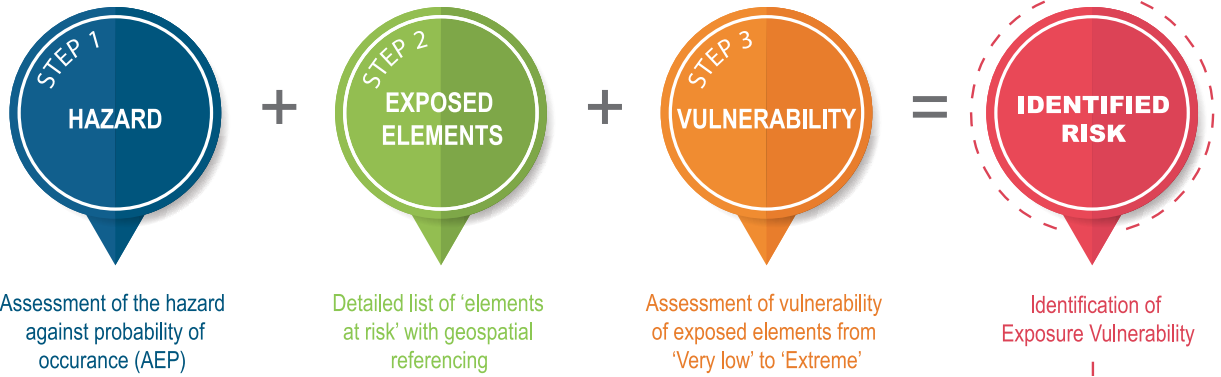 STEP 1
HAZARD
Assessment of the hazard
against probability of
occurance (AEP)
+
STEP 2
EXPOSED
ELEMENTS
Detailed list of ‘elements
at risk’ with geospatial
referencing
+
STEP 3
VULNERABILITY
Assessment of vulnerability
of exposed elements from
‘Very low’ to ‘Extreme’
=
IDENTIFIED
RISK
Identification of
Exposure Vulnerability